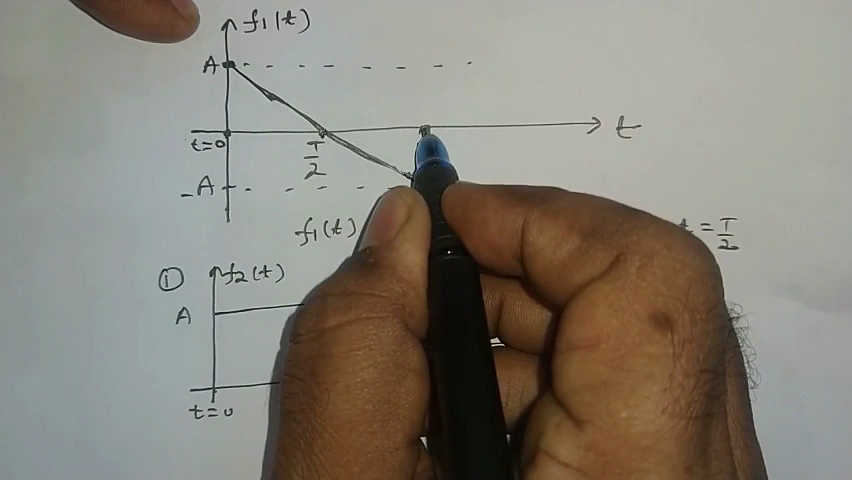 f₁(t)
A
t
t=0
T/2
-A
f₁(t)
t = T/2
① f₂(t)
A
t=0